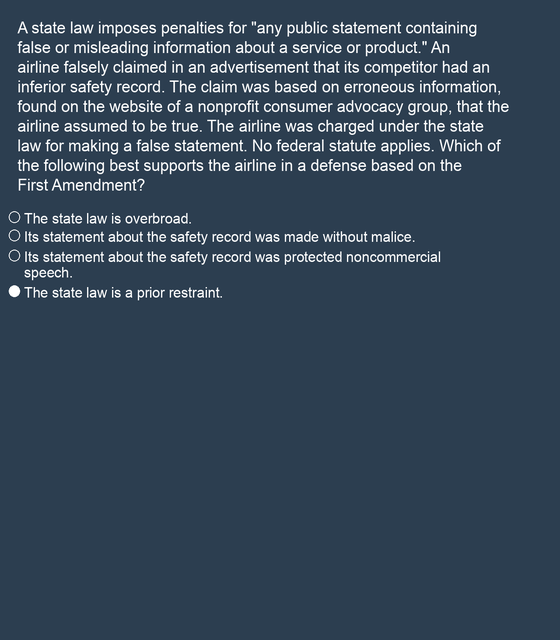 A state law imposes penalties for "any public statement containing
false or misleading information about a service or product." An
airline falsely claimed in an advertisement that its competitor had an
inferior safety record. The claim was based on erroneous information,
found on the website of a nonprofit consumer advocacy group, that the
airline assumed to be true. The airline was charged under the state
law for making a false statement. No federal statute applies. Which of
the following best supports the airline in a defense based on the
First Amendment?
The state law is overbroad.
Its statement about the safety record was made without malice.
Its statement about the safety record was protected noncommercial
speech.
The state law is a prior restraint.